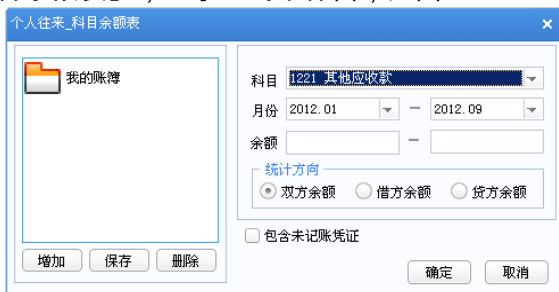 个人往来_科目余额表
我的账簿
增加 保存 删除
科目 1221 其他应收款
月份 2012.01 — 2012.09
余额 —
统计方向
双方余额 借方余额 贷方余额
包含未记账凭证
确定 取消